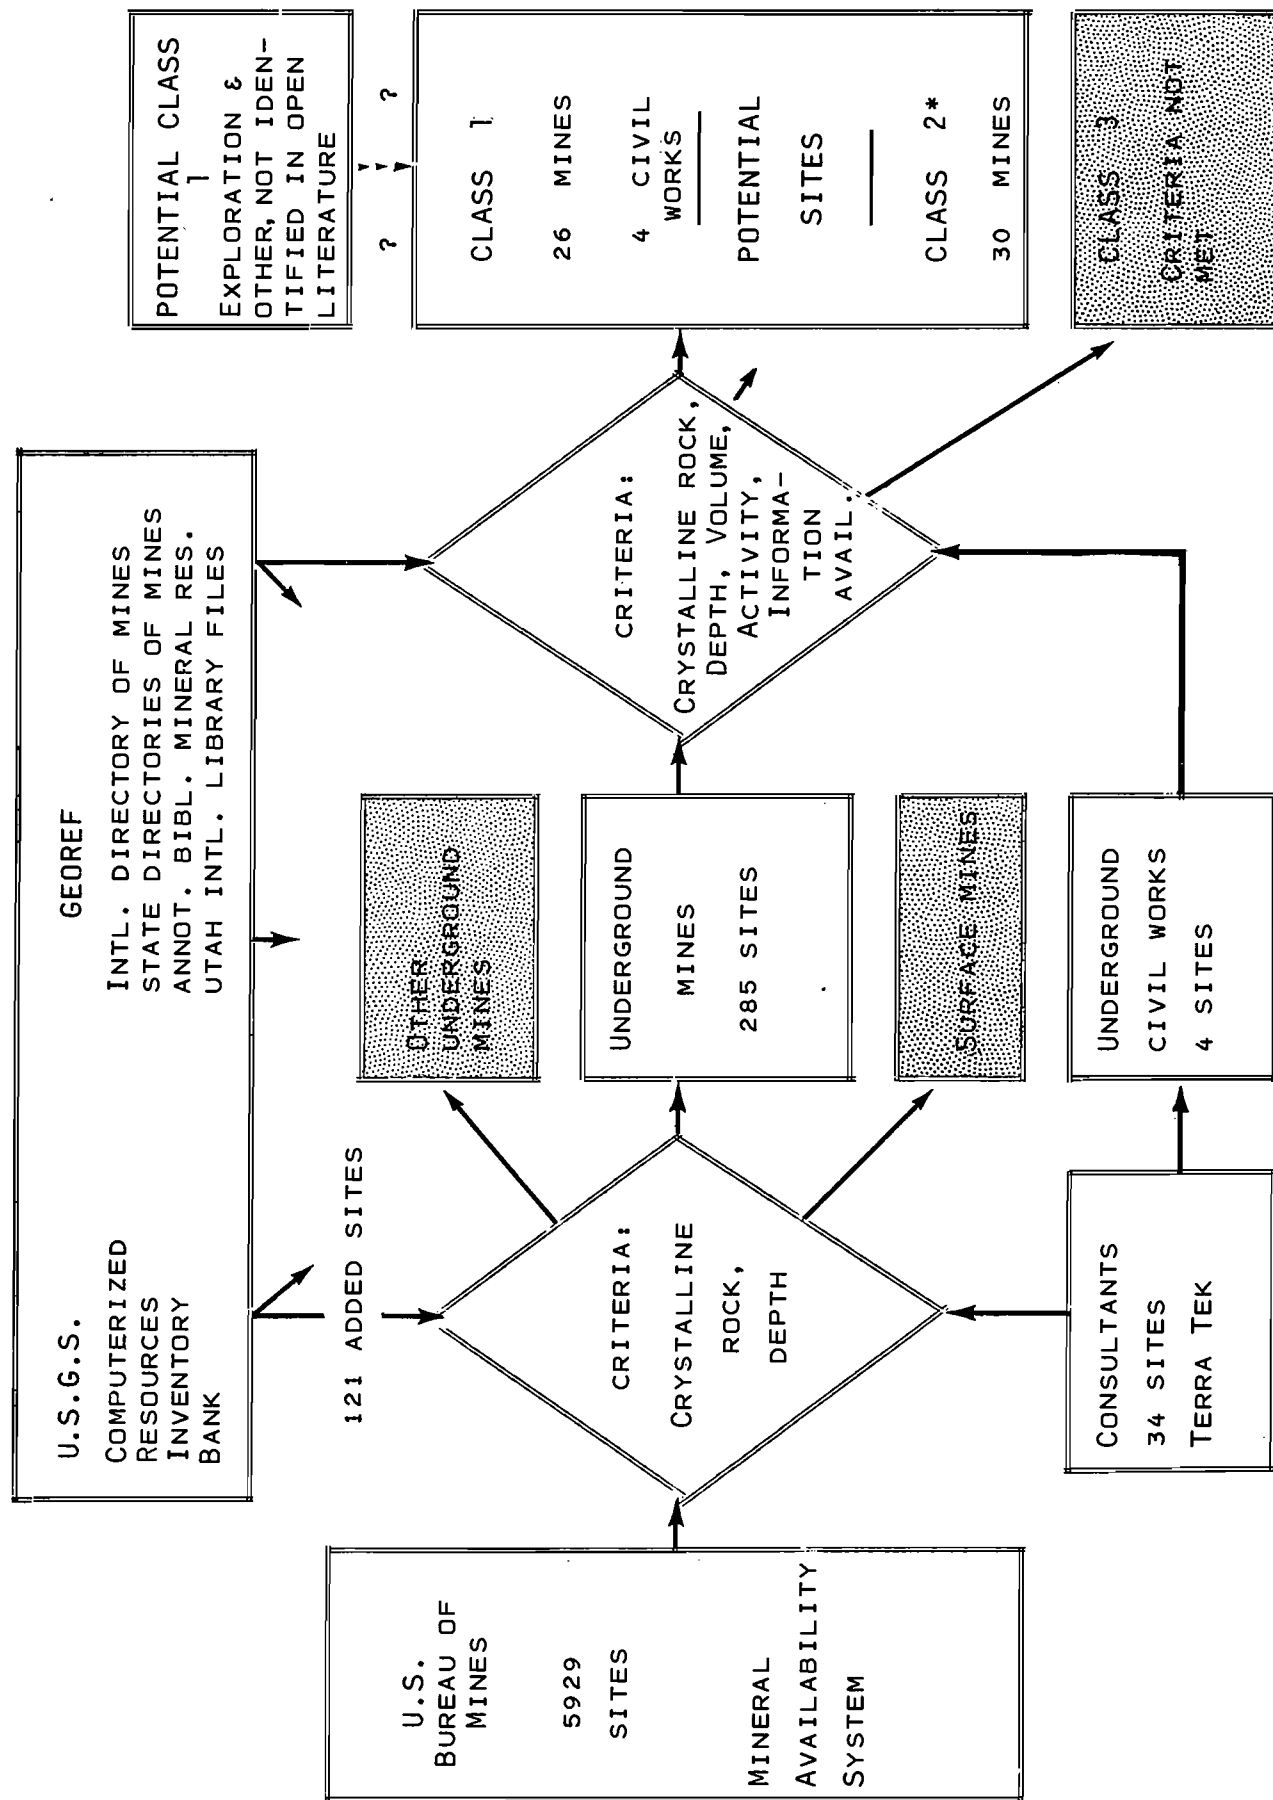 U.S.
BUREAU OF
MINES
5929
SITES
MINERAL
AVAILABILITY
SYSTEM
U.S.G.S.
COMPUTERIZED
RESOURCES
INVENTORY
BANK
GEOREF
INTL. DIRECTORY OF MINES
STATE DIRECTORIES OF MINES
ANNOT. BIBL. MINERAL RES.
UTAH INTL. LIBRARY FILES
121 ADDED SITES
CRITERIA:
CRYSTALLINE
ROCK,
DEPTH
CONSULTANTS
34 SITES
TERRA TEK
OTHER
UNDERGROUND
MINES
UNDERGROUND
MINES
285 SITES
SURFACE MINES
UNDERGROUND
CIVIL WORKS
4 SITES
CRITERIA:
CRYSTALLINE ROCK,
DEPTH, VOLUME,
ACTIVITY,
INFORMA-
TION
AVAIL.
POTENTIAL CLASS
1
EXPLORATION &
OTHER, NOT IDEN-
TIFIED IN OPEN
LITERATURE
? ?
CLASS 1
26 MINES
4 CIVIL
WORKS
POTENTIAL
SITES
CLASS 2*
30 MINES
CLASS 3
CRITERIA NOT
MET